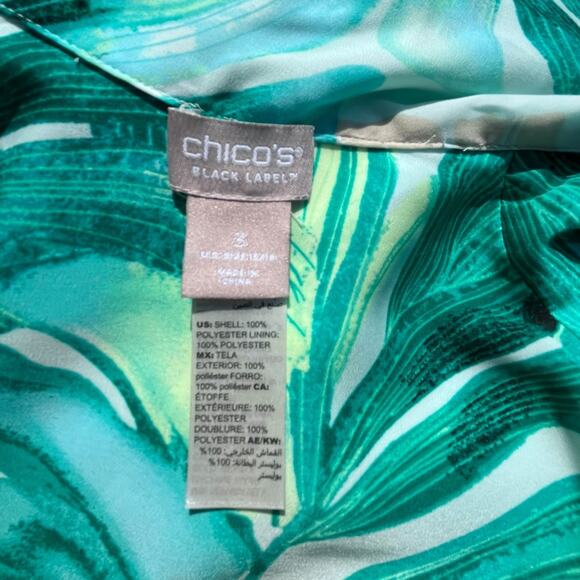 chico's®
BLACK LABEL™
3
MADE IN
CHINA
US: SHELL: 100%
POLYESTER LINING:
100% POLYESTER
MX: TELA
EXTERIOR: 100%
poliéster FORRO:
100% poliéster CA:
ÉTOFFE
EXTÉRIEURE: 100%
POLYESTER
DOUBLURE: 100%
POLYESTER AE/KW:
القماش الخارجي: 100%
بوليستر البطانة: 100%
بوليستر